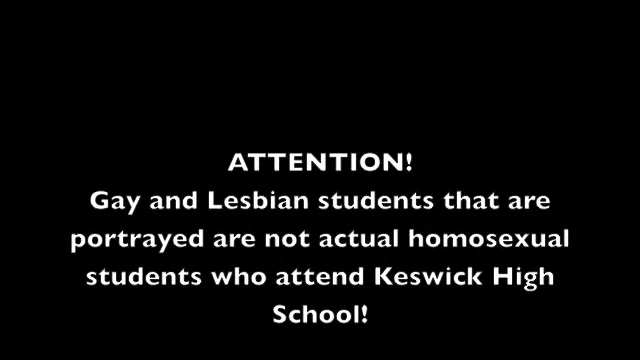 ATTENTION!
Gay and Lesbian students that are
portrayed are not actual homosexual
students who attend Keswick High
School!